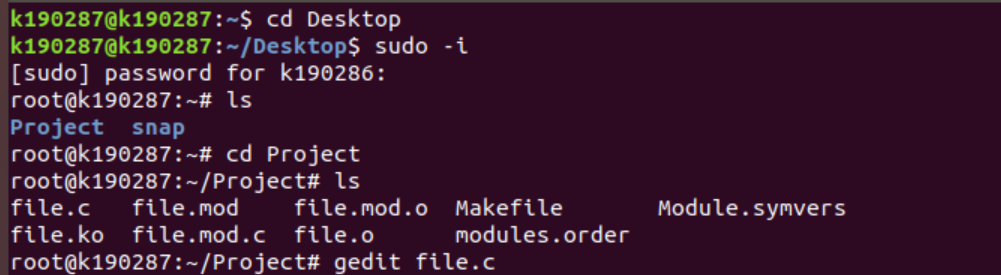 k190287@k190287:~$ cd Desktop
k190287@k190287:~/Desktop$ sudo -i
[sudo] password for k190286:
root@k190287:~# ls
Project  snap
root@k190287:~# cd Project
root@k190287:~/Project# ls
file.c   file.mod    file.mod.o  Makefile       Module.symvers
file.ko  file.mod.c  file.o      modules.order
root@k190287:~/Project# gedit file.c